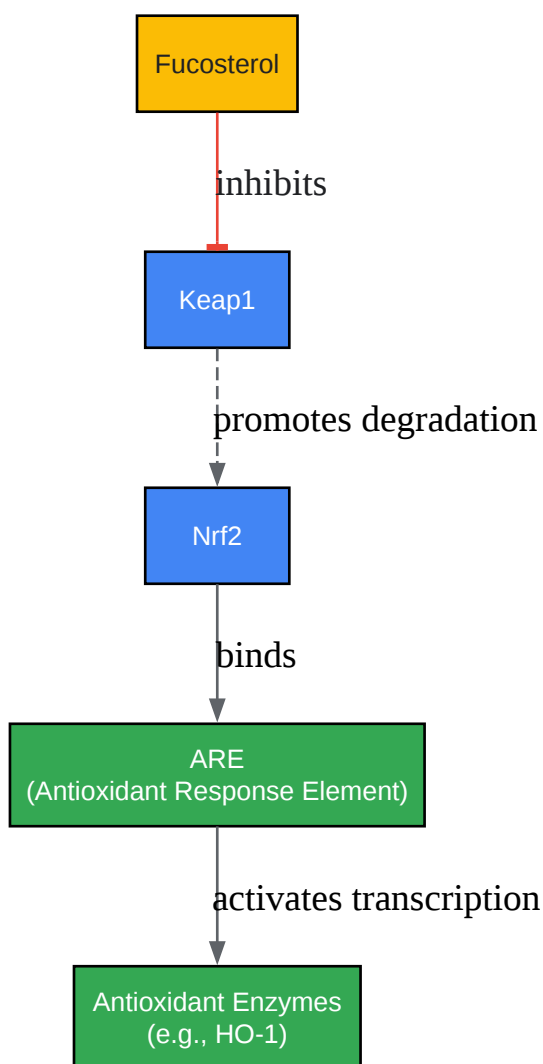 Fucosterol
inhibits
Keap1
promotes degradation
Nrf2
binds
ARE
(Antioxidant Response Element)
activates transcription
Antioxidant Enzymes
(e.g., HO-1)